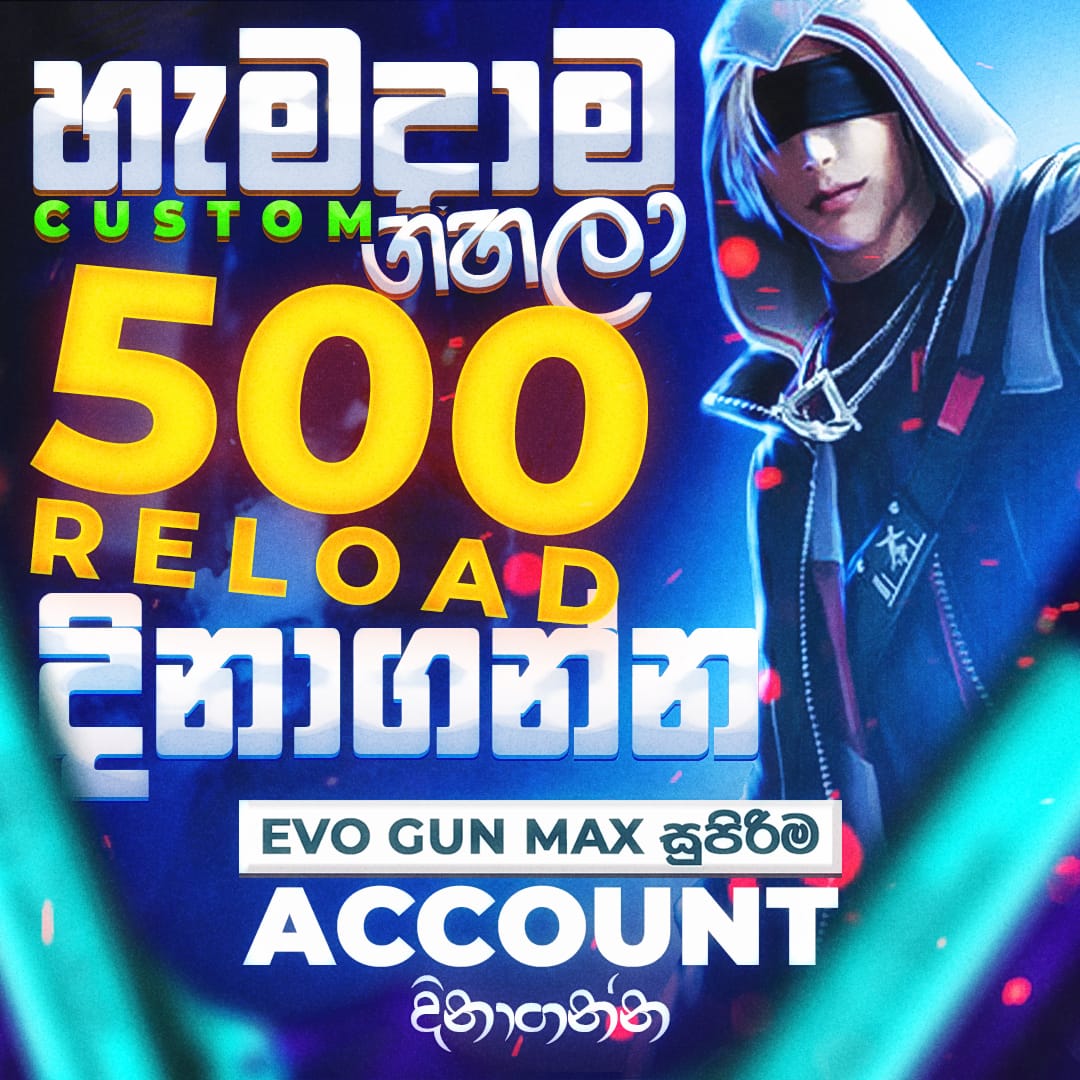 හැමදාම
CUSTOM ගහලා
500
RELOAD
දිනාගන්න
EVO GUN MAX සුපිරිම
ACCOUNT
දිනාගන්න